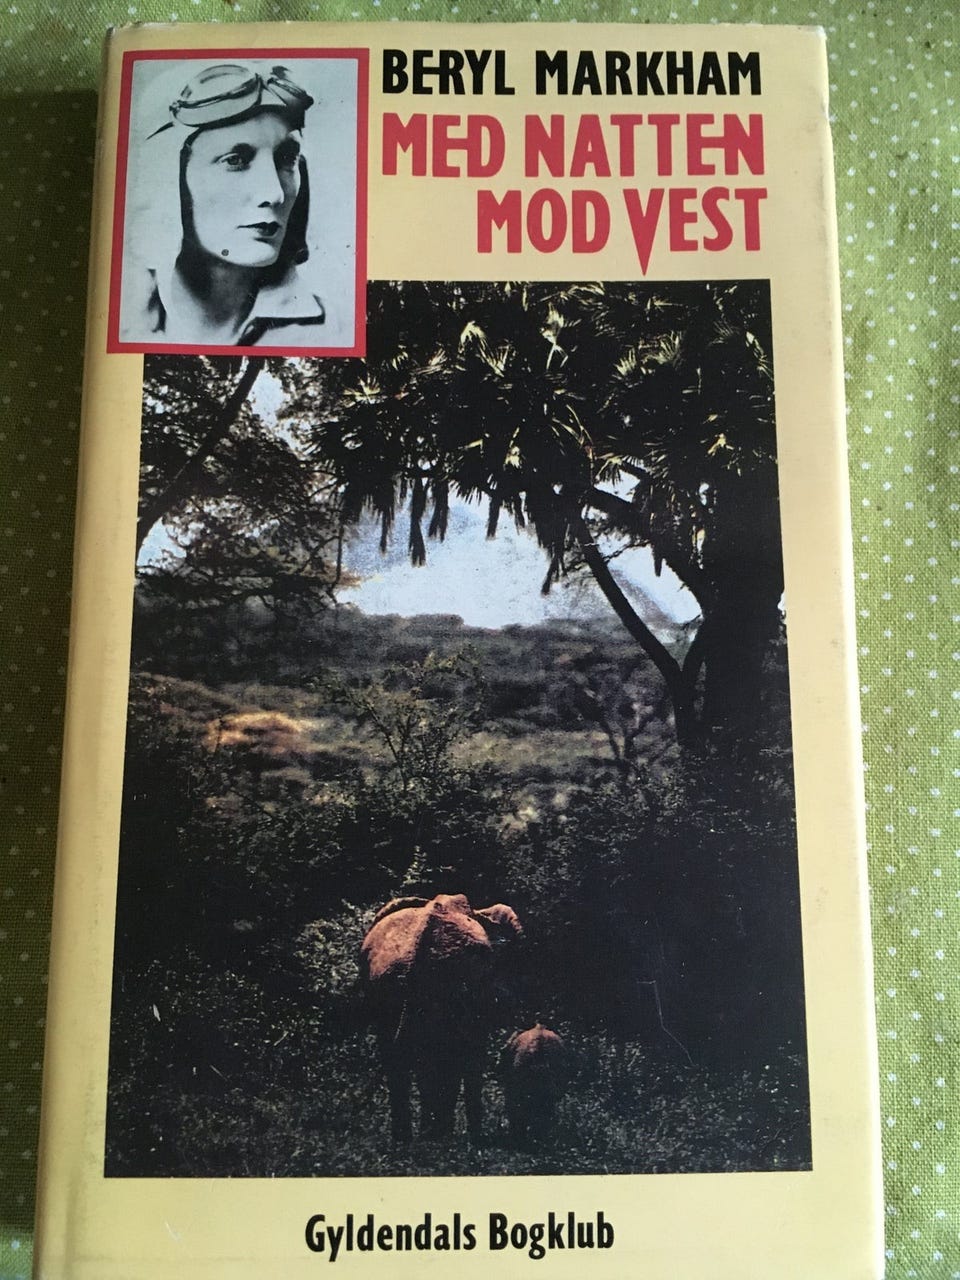 BERYL MARKHAM
MED NATTEN
MOD VEST
Gyldendals Bogklub